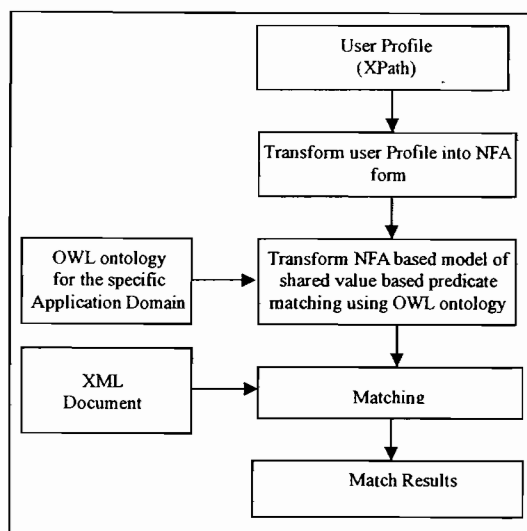 User Profile
(XPath)
Transform user Profile into NFA
form
OWL ontology
for the specific
Application Domain
Transform NFA based model of
shared value based predicate
matching using OWL ontology
XML
Document
Matching
Match Results